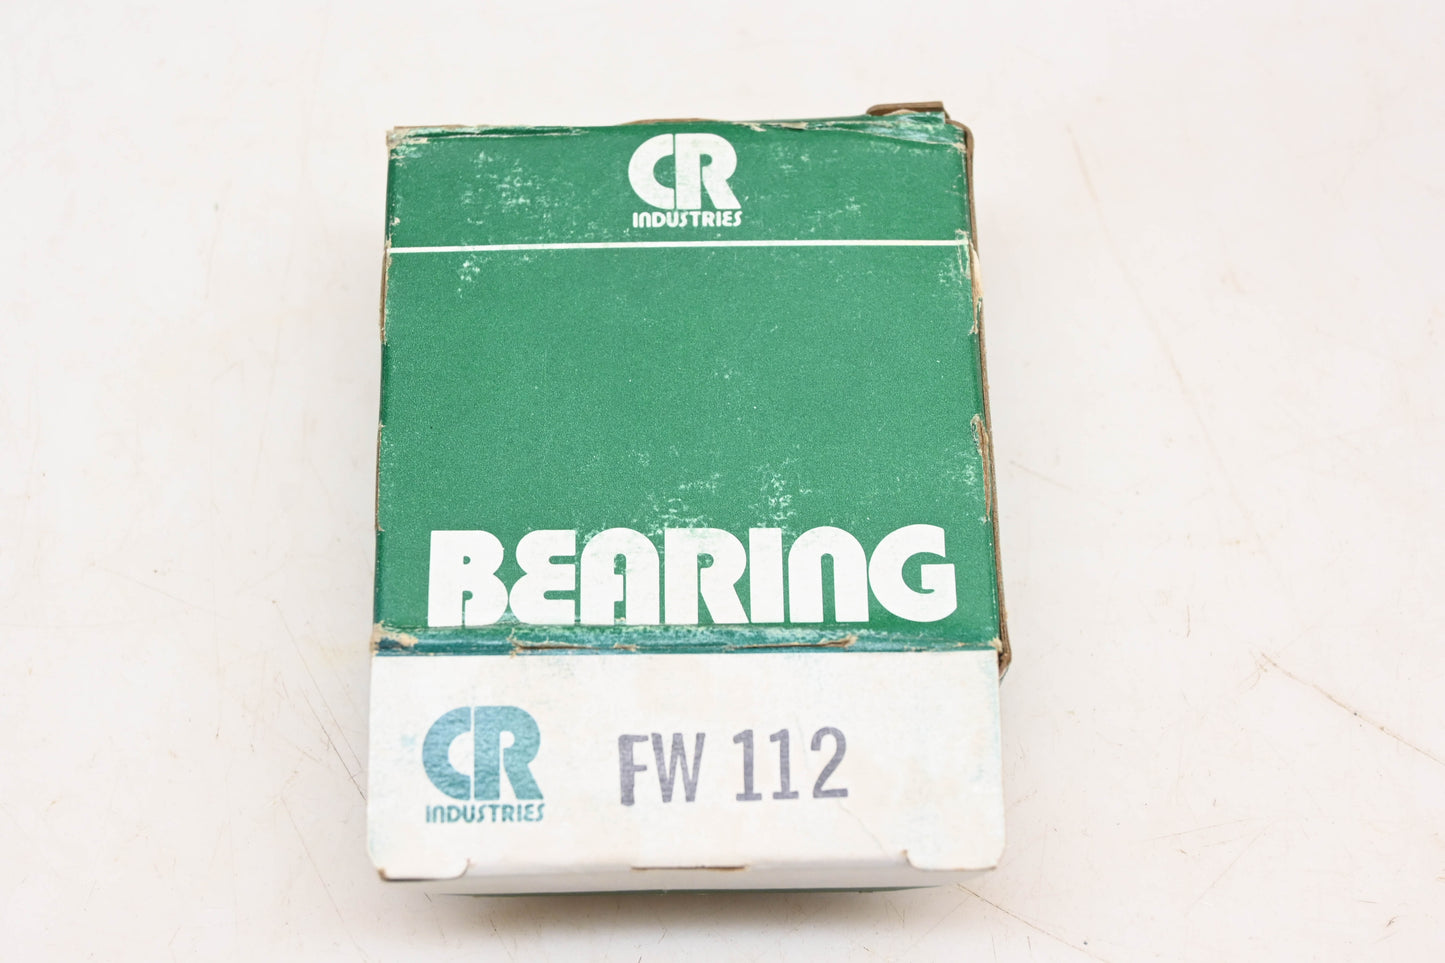 CR
INDUSTRIES
BEARING
CR
INDUSTRIES
FW 112